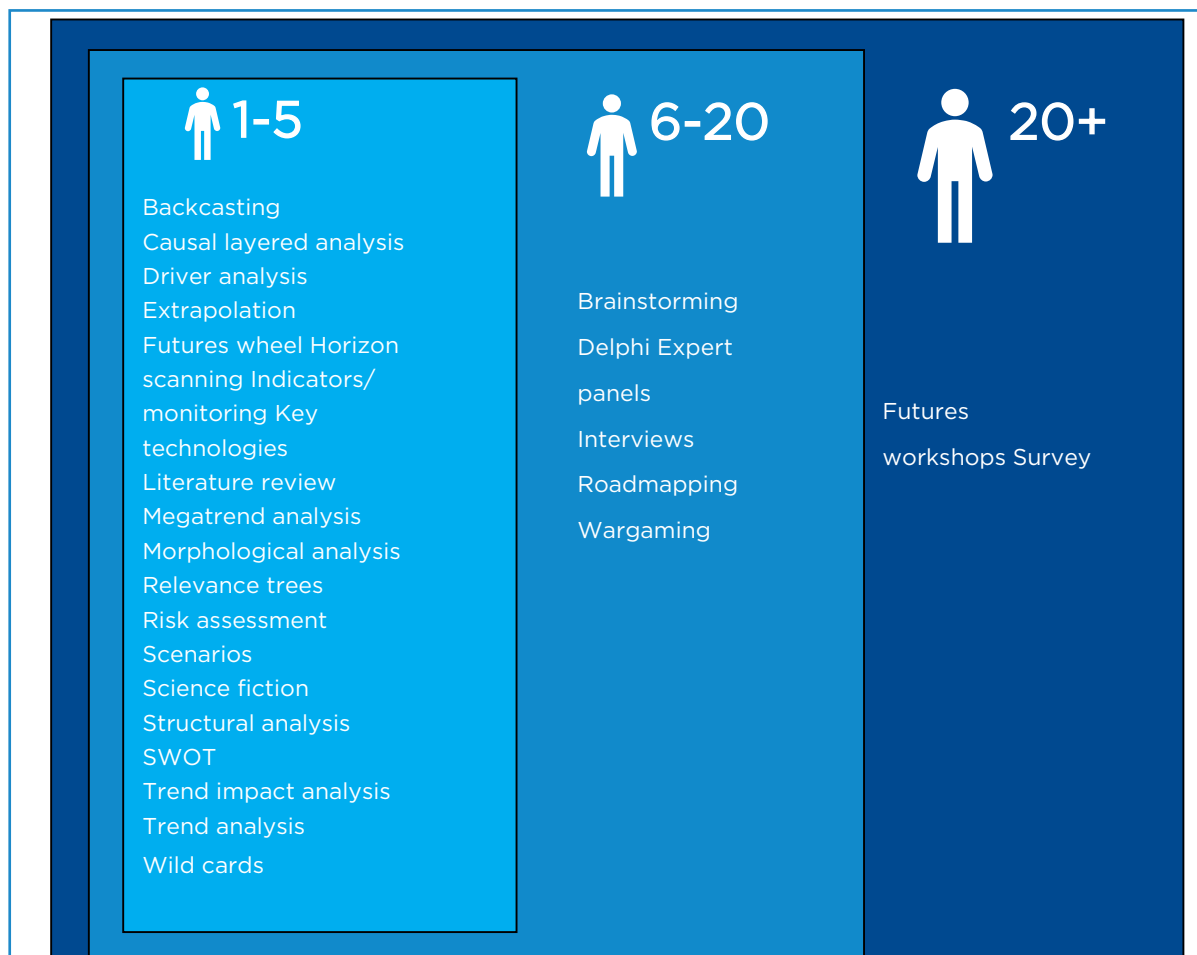 1-5
Backcasting
Causal layered analysis
Driver analysis
Extrapolation
Futures wheel Horizon
scanning Indicators/
monitoring Key
technologies
Literature review
Megatrend analysis
Morphological analysis
Relevance trees
Risk assessment
Scenarios
Science fiction
Structural analysis
SWOT
Trend impact analysis
Trend analysis
Wild cards
6-20
Brainstorming
Delphi Expert
panels
Interviews
Roadmapping
Wargaming
20+
Futures
workshops Survey